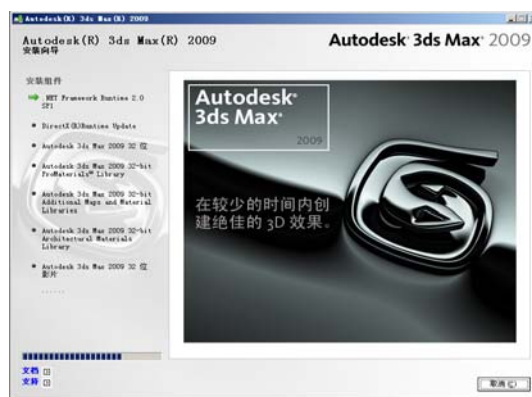 Autodesk(R) 3ds Max(R) 2009
Autodesk(R) 3ds Max(R) 2009
安装向导
Autodesk 3ds Max 2009
安装组件
.NET Framework Runtime 2.0
SP1
DirectX(R)Runtime Update
Autodesk 3ds Max 2009 32 位
Autodesk 3ds Max 2009 32-bit
ProMaterials™ Library
Autodesk 3ds Max 2009 32-bit
Additional Maps and Material
Libraries
Autodesk 3ds Max 2009 32-bit
Architectural Materials
Library
Autodesk 3ds Max 2009 32 位
影片
......
Autodesk®
3ds Max®
2009
在较少的时间内创
建绝佳的 3D 效果。
文档
支持
取消(C)